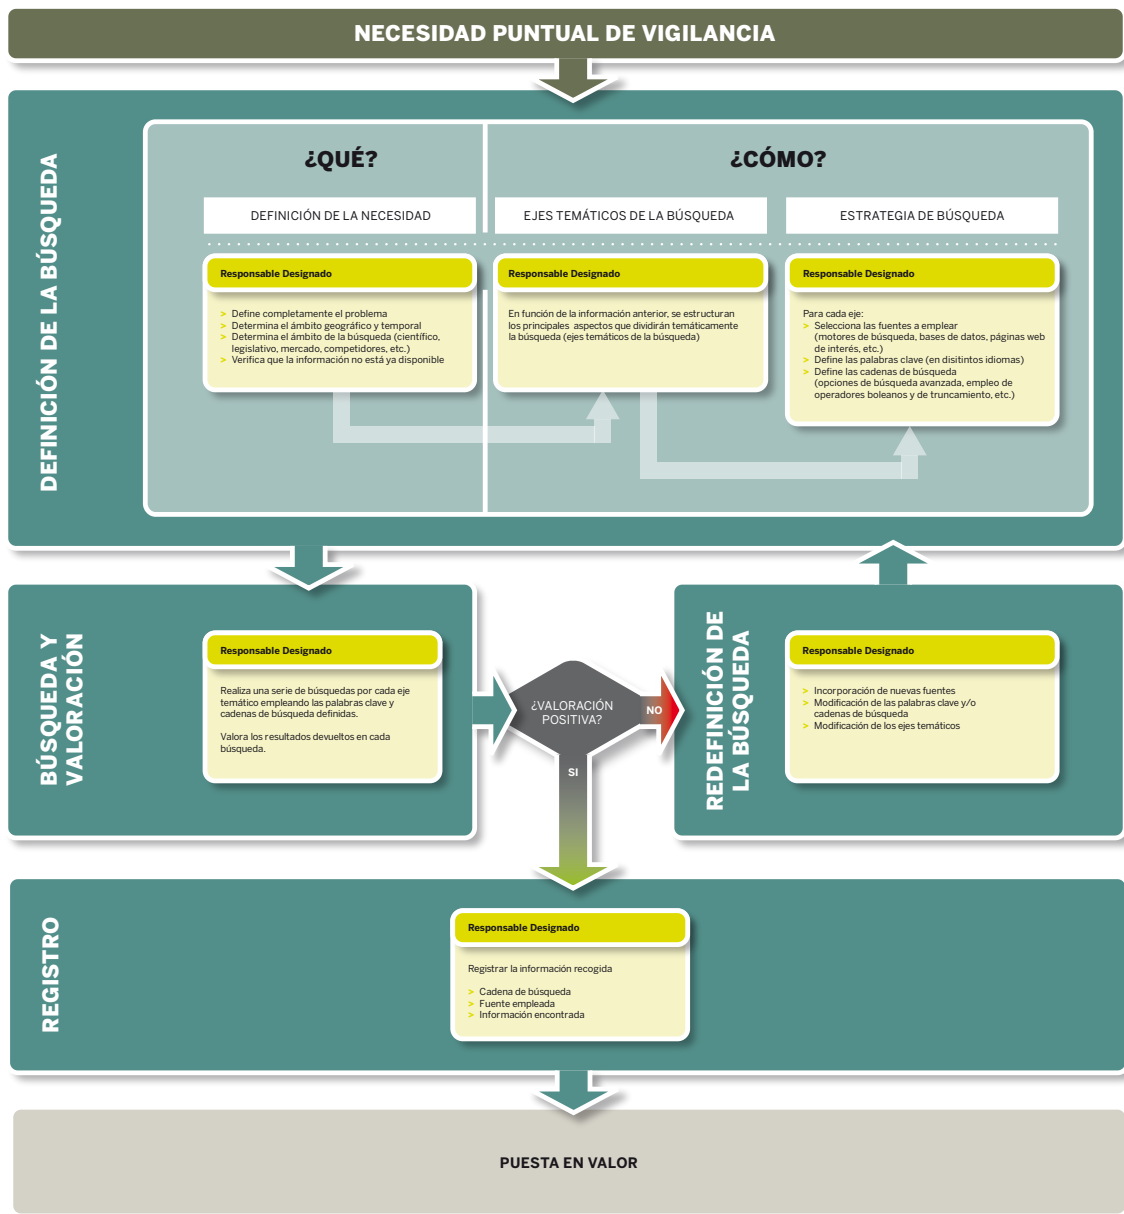 NECESIDAD PUNTUAL DE VIGILANCIA
DEFINICIÓN DE LA BÚSQUEDA
¿QUÉ?
¿CÓMO?
DEFINICIÓN DE LA NECESIDAD
EJES TEMÁTICOS DE LA BÚSQUEDA
ESTRATEGIA DE BÚSQUEDA
Responsable Designado
> Define completamente el problema
> Determina el ámbito geográfico y temporal
> Determina el ámbito de la búsqueda (científico,
legislativo, mercado, competidores, etc.)
> Verifica que la información no está ya disponible
Responsable Designado
En función de la información anterior, se estructuran
los principales aspectos que dividirán temáticamente
la búsqueda (ejes temáticos de la búsqueda)
Responsable Designado
Para cada eje:
> Selecciona las fuentes a emplear
(motores de búsqueda, bases de datos, páginas web
de interés, etc.)
> Define las palabras clave (en disitintos idiomas)
> Define las cadenas de búsqueda
(opciones de búsqueda avanzada, empleo de
operadores boleanos y de truncamiento, etc.)
BÚSQUEDA Y
VALORACIÓN
Responsable Designado
Realiza una serie de búsquedas por cada eje
temático empleando las palabras clave y
cadenas de búsqueda definidas.
Valora los resultados devueltos en cada
búsqueda.
¿VALORACIÓN
POSITIVA?
NO
SI
REDEFINICIÓN DE
LA BÚSQUEDA
Responsable Designado
> Incorporación de nuevas fuentes
> Modificación de las palabras clave y/o
cadenas de búsqueda
> Modificación de los ejes temáticos
REGISTRO
Responsable Designado
Registrar la información recogida
> Cadena de búsqueda
> Fuente empleada
> Información encontrada
PUESTA EN VALOR